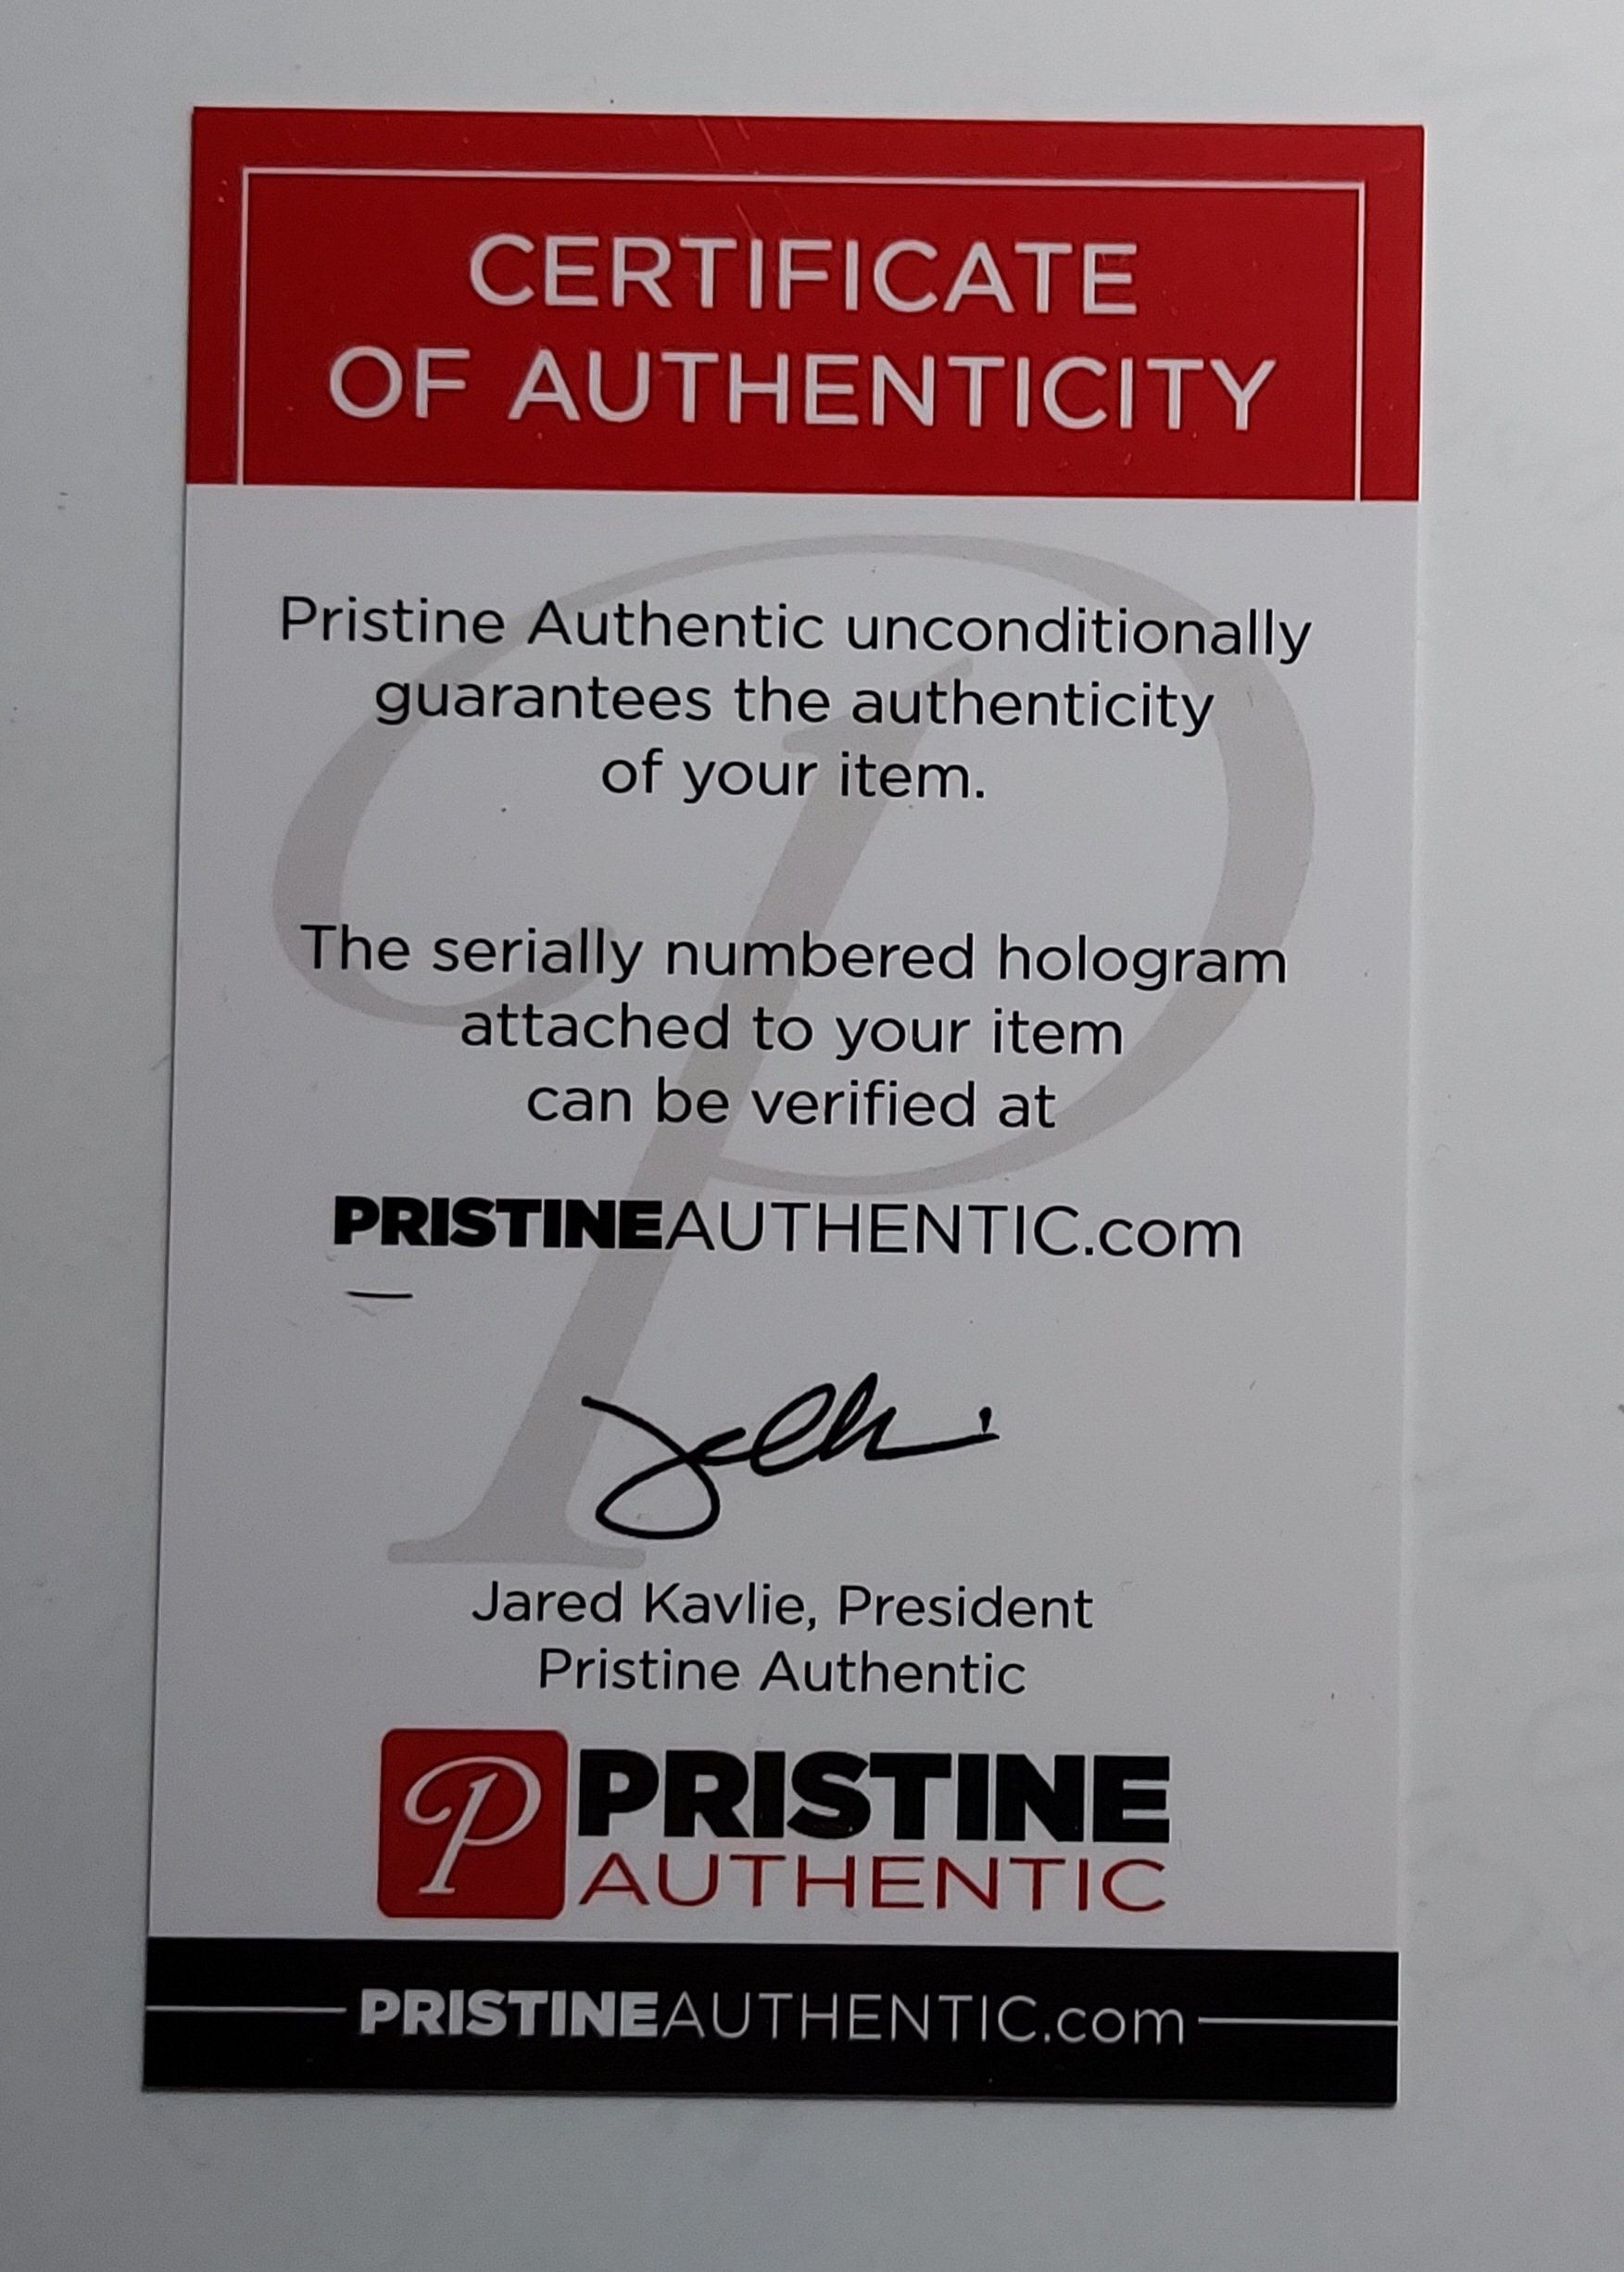 CERTIFICATE
OF AUTHENTICITY
Pristine Authentic unconditionally
guarantees the authenticity
of your item.
The serially numbered hologram
attached to your item
can be verified at
PRISTINEAUTHENTIC.com
Jared Kavlie, President
Pristine Authentic
P PRISTINE
AUTHENTIC
PRISTINEAUTHENTIC.com